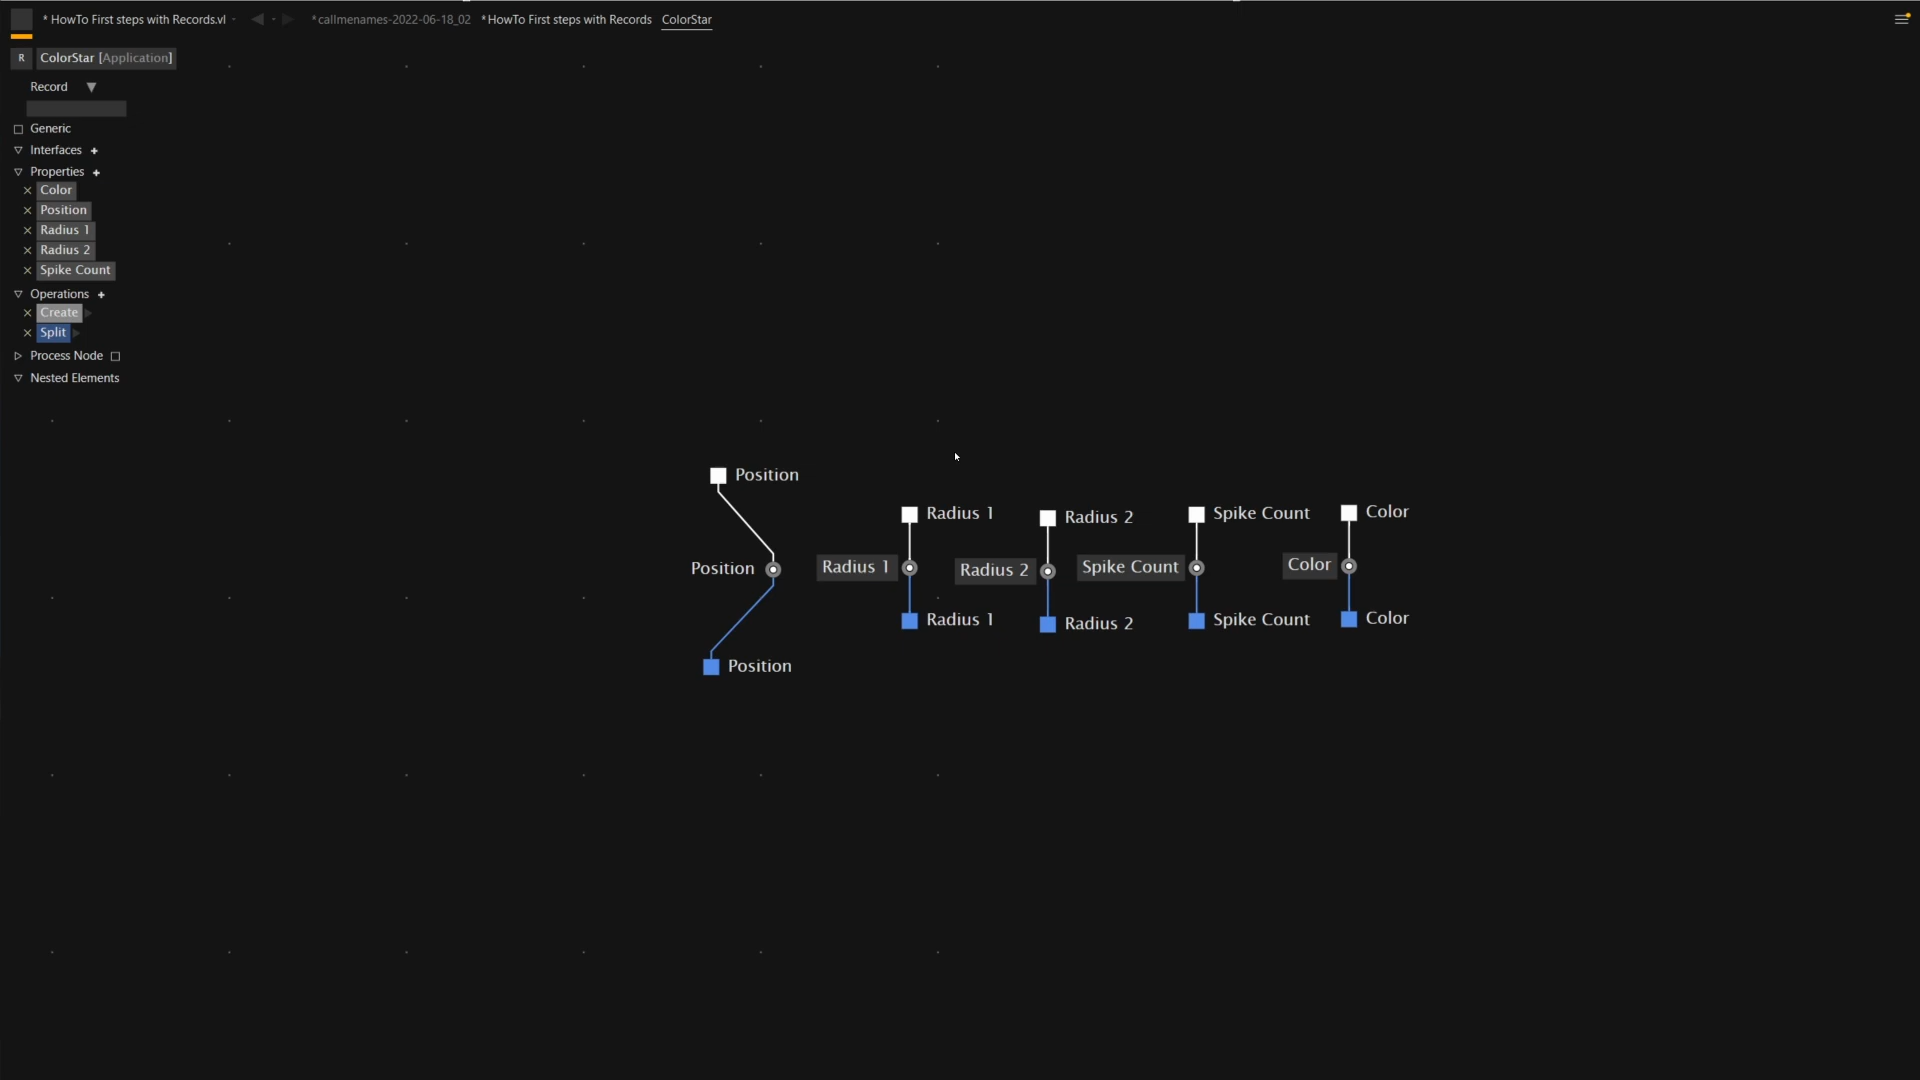 * HowTo First steps with Records.vl
*callmenames-2022-06-18_02 *HowTo First steps with Records ColorStar
R ColorStar [Application]
Record
Generic
Interfaces +
Properties +
Color
Position
Radius 1
Radius 2
Spike Count
Operations +
Create
Split
Process Node
Nested Elements
Position
Radius 1 Radius 2 Spike Count Color
Position Radius 1 Radius 2 Spike Count Color
Radius 1 Radius 2 Spike Count Color
Position